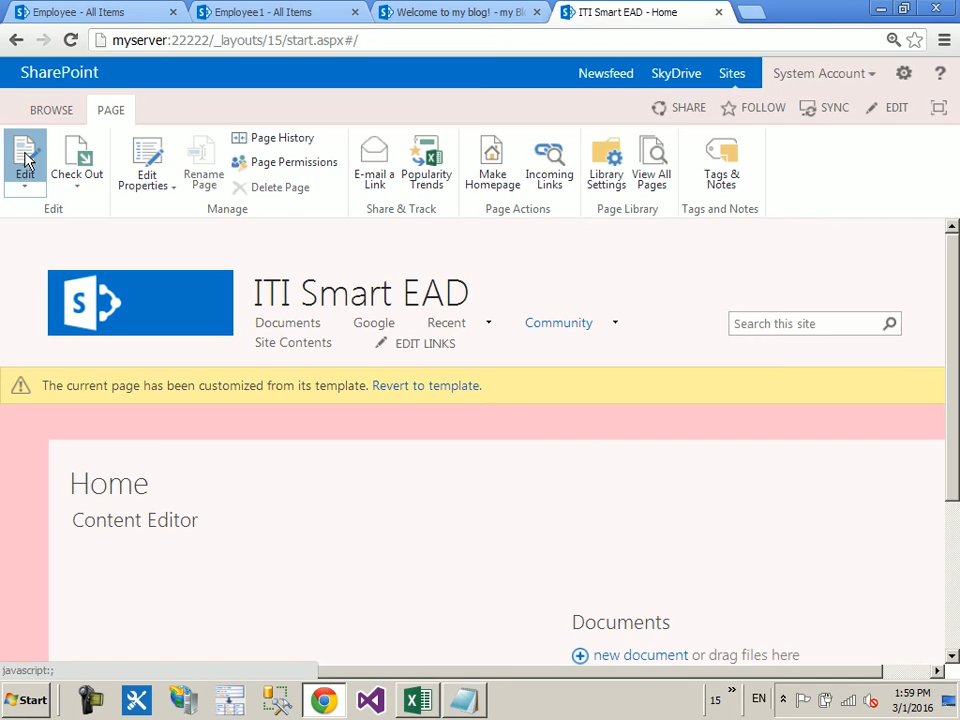 Employee - All Items
Employee1 - All Items
Welcome to my blog! - my Bl
ITI Smart EAD - Home
myserver:22222/_layouts/15/start.aspx#/
SharePoint
Newsfeed
SkyDrive
Sites
System Account
?
BROWSE
PAGE
SHARE
FOLLOW
SYNC
EDIT
Edit
Check Out
Edit Properties
Rename Page
Page History
Page Permissions
Delete Page
E-mail a Link
Popularity Trends
Make Homepage
Incoming Links
Library Settings
View All Pages
Tags & Notes
Edit
Manage
Share & Track
Page Actions
Page Library
Tags and Notes
S
ITI Smart EAD
Documents
Google
Recent
Community
Site Contents
EDIT LINKS
Search this site
The current page has been customized from its template. Revert to template.
Home
Content Editor
Documents
new document or drag files here
javascript:;
Start
15
EN
1:59 PM
3/1/2016